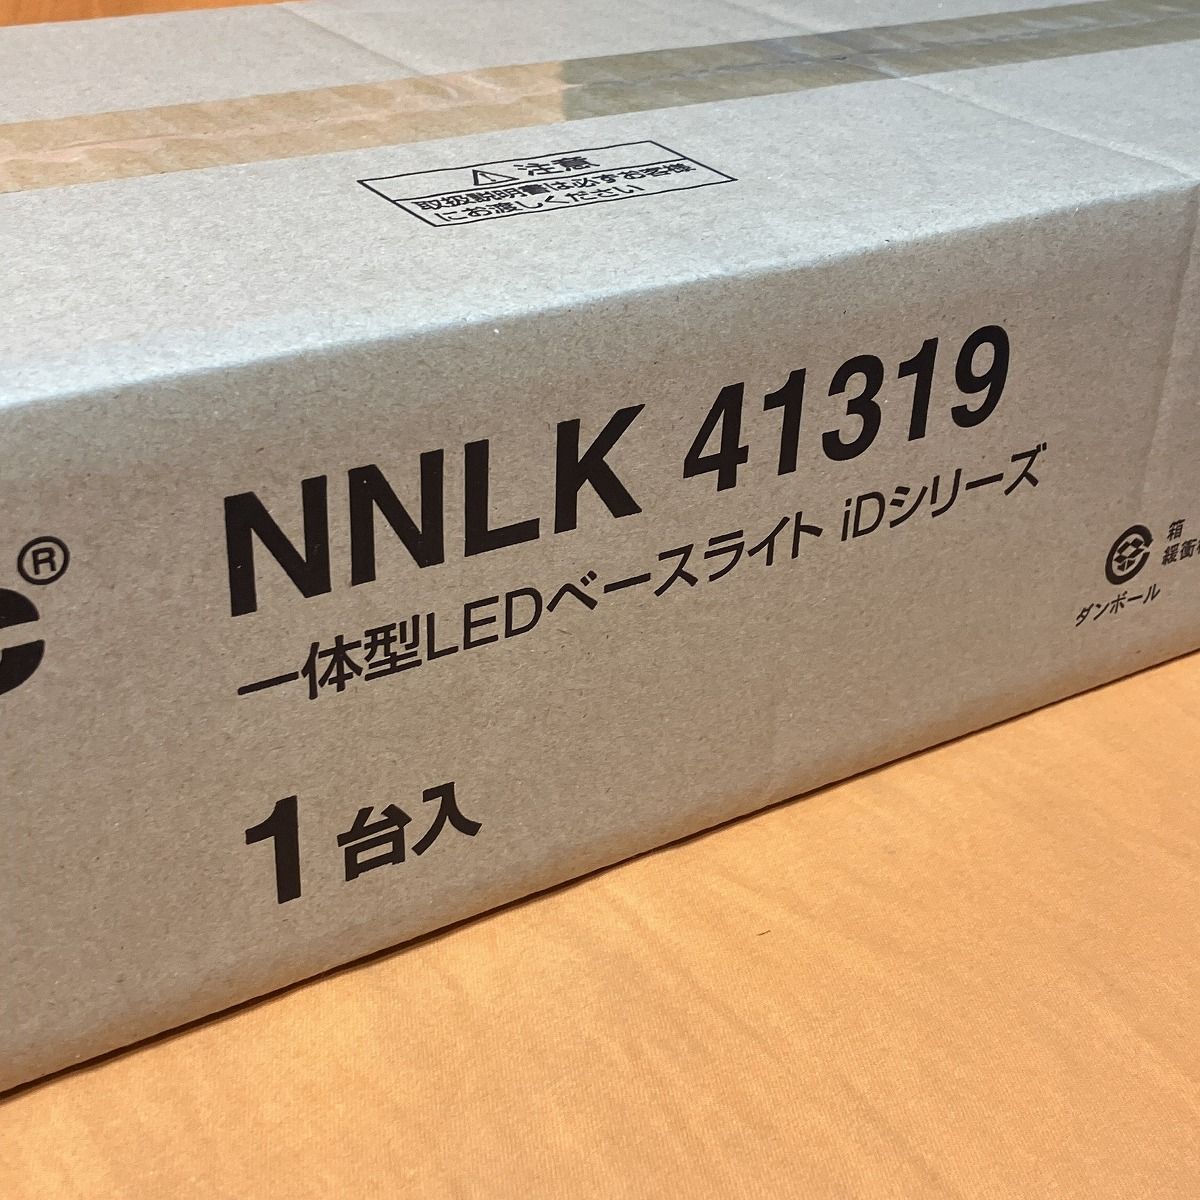 ⚠ 注意
取扱説明書は必ずお客様
にお渡しください
®
NNLK 41319
一体型LEDベースライト iDシリーズ
1台入
箱
緩衝
ダンボール